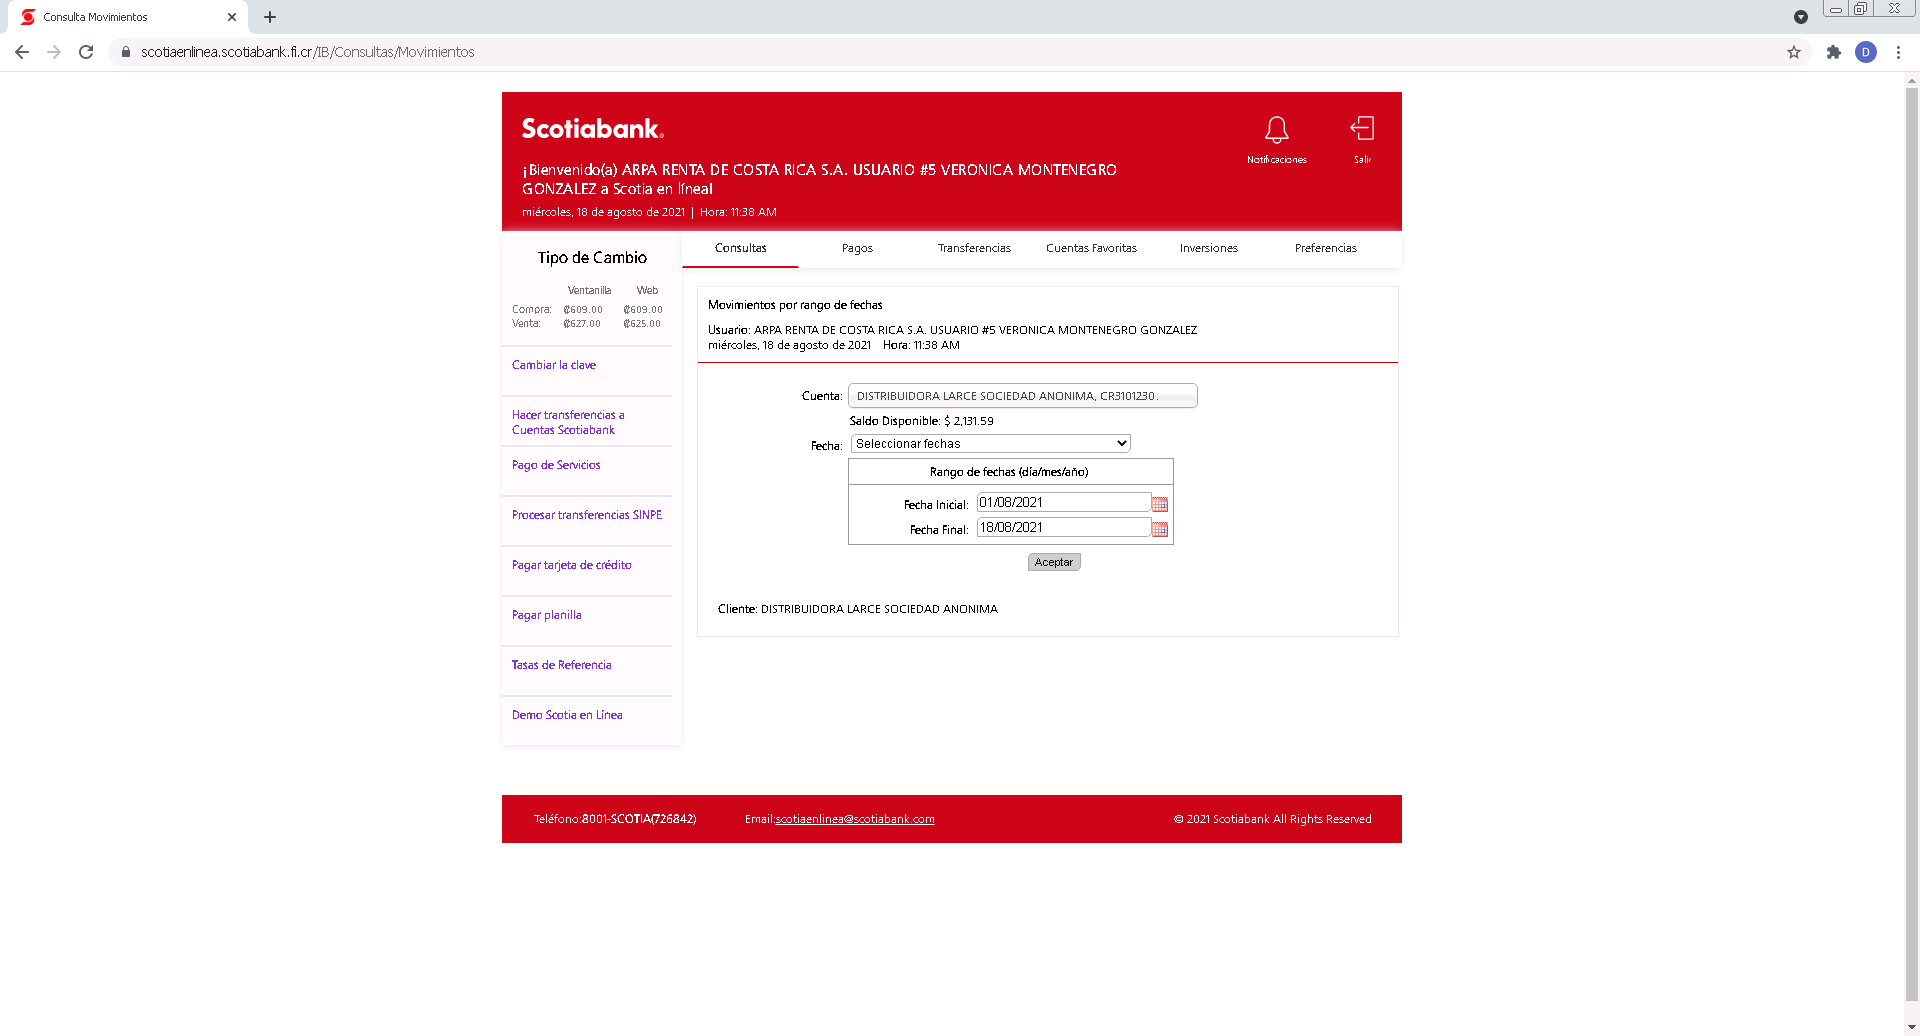 Consulta Movimientos
scotiaenlinea.scotiabank.fi.cr/IB/Consultas/Movimientos
D
Scotiabank®
Notificaciones
Salir
¡Bienvenido(a) ARPA RENTA DE COSTA RICA S.A. USUARIO #5 VERONICA MONTENEGRO
GONZALEZ a Scotia en línea!
miércoles, 18 de agosto de 2021 | Hora: 11:38 AM
Consultas Pagos Transferencias Cuentas Favoritas Inversiones Preferencias
Tipo de Cambio
Ventanilla Web
Compra: ₡609.00 ₡609.00
Venta: ₡627.00 ₡625.00
Cambiar la clave
Hacer transferencias a
Cuentas Scotiabank
Pago de Servicios
Procesar transferencias SINPE
Pagar tarjeta de crédito
Pagar planilla
Tasas de Referencia
Demo Scotia en Línea
Movimientos por rango de fechas
Usuario: ARPA RENTA DE COSTA RICA S.A. USUARIO #5 VERONICA MONTENEGRO GONZALEZ
miércoles, 18 de agosto de 2021 Hora: 11:38 AM
Cuenta: DISTRIBUIDORA LARCE SOCIEDAD ANONIMA, CR3101230.
Saldo Disponible: $ 2,131.59
Fecha: Seleccionar fechas
Rango de fechas (día/mes/año)
Fecha Inicial: 01/08/2021
Fecha Final: 18/08/2021
Aceptar
Cliente: DISTRIBUIDORA LARCE SOCIEDAD ANONIMA
Teléfono:8001-SCOTIA(726842) Email:scotiaenlinea@scotiabank.com © 2021 Scotiabank All Rights Reserved